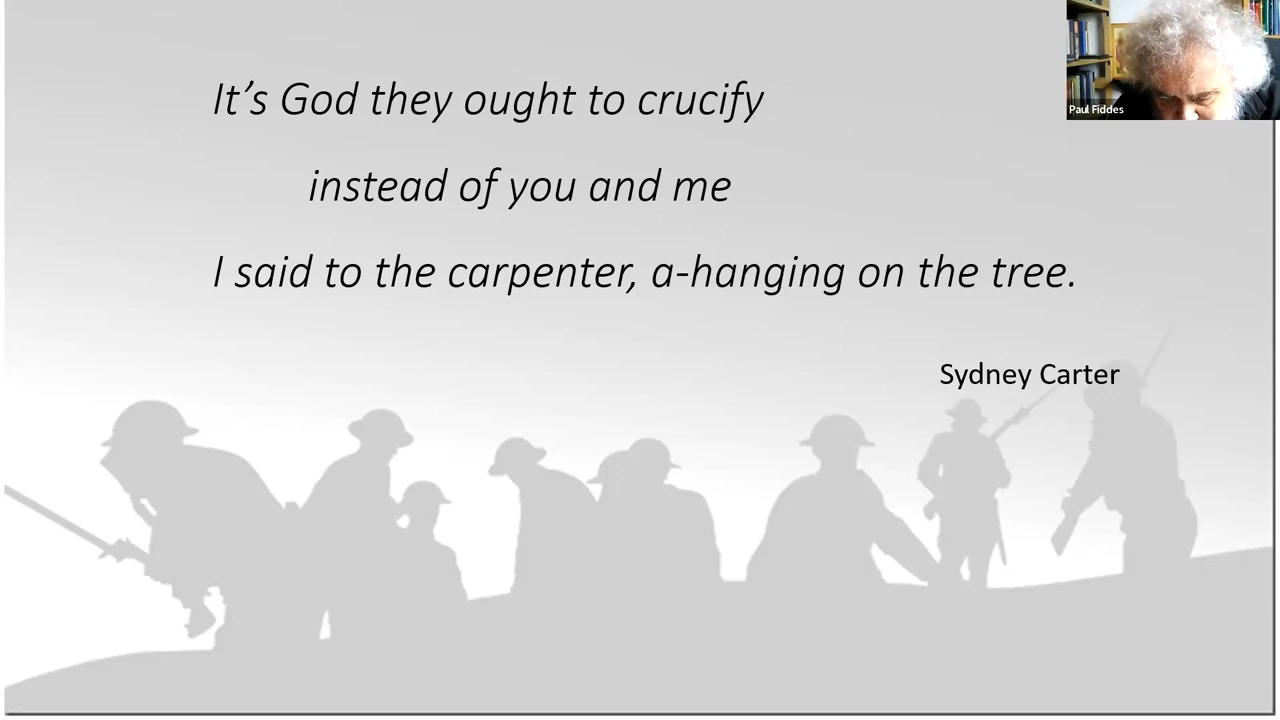 It’s God they ought to crucify
instead of you and me
I said to the carpenter, a-hanging on the tree.
Sydney Carter
Paul Fiddes